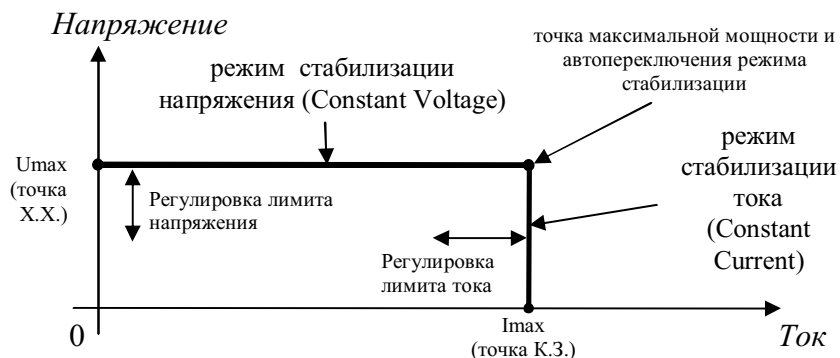 Напряжение
точка максимальной мощности и
автопереключения режима
стабилизации
режим стабилизации
напряжения (Constant Voltage)
режим
стабилизации
тока
(Constant
Current)
Umax
(точка
Х.Х.)
Регулировка лимита
напряжения
Регулировка
лимита тока
0
Imax
(точка К.З.)
Ток